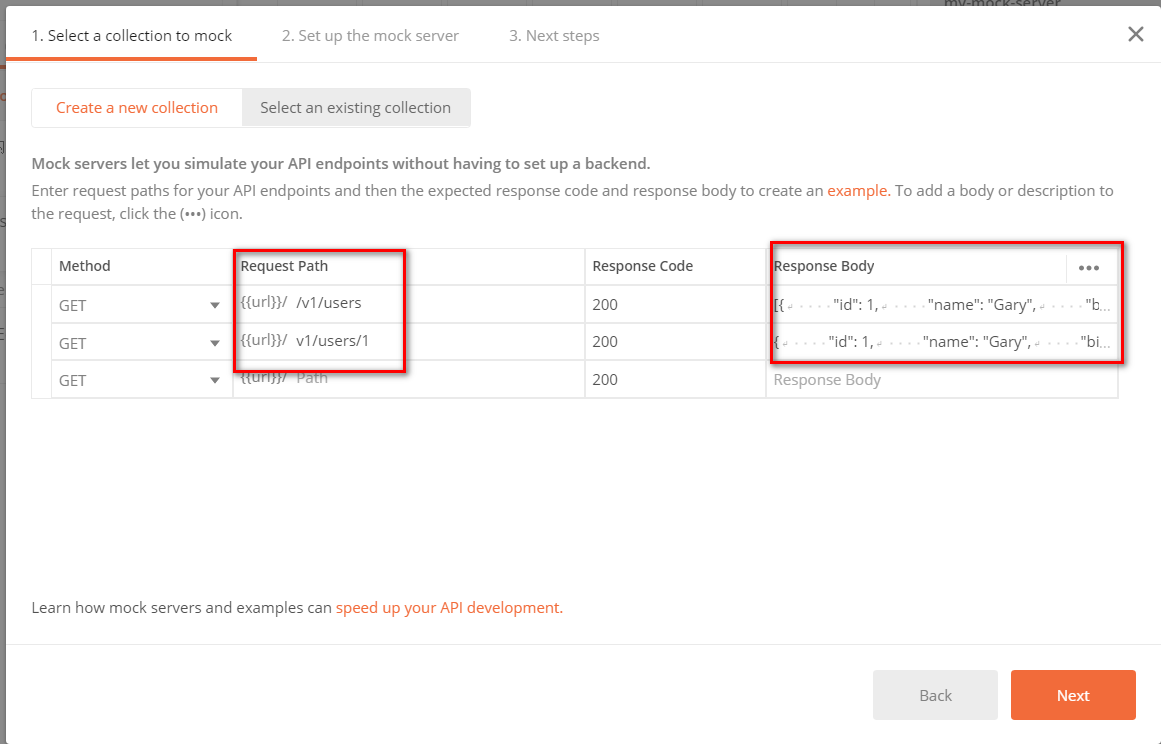 my-mock-server
1. Select a collection to mock 2. Set up the mock server 3. Next steps
Create a new collection Select an existing collection
Mock servers let you simulate your API endpoints without having to set up a backend.
Enter request paths for your API endpoints and then the expected response code and response body to create an example. To add a body or description to
the request, click the (•••) icon.
Method Request Path Response Code Response Body •••
GET {{url}}/ /v1/users 200 [{↵ ····"id": 1,↵ ····"name": "Gary",↵ ····"b...
GET {{url}}/ v1/users/1 200 {↵ ····"id": 1,↵ ····"name": "Gary",↵ ····"bi...
GET {{url}}/ Path 200 Response Body
Learn how mock servers and examples can speed up your API development.
Back Next